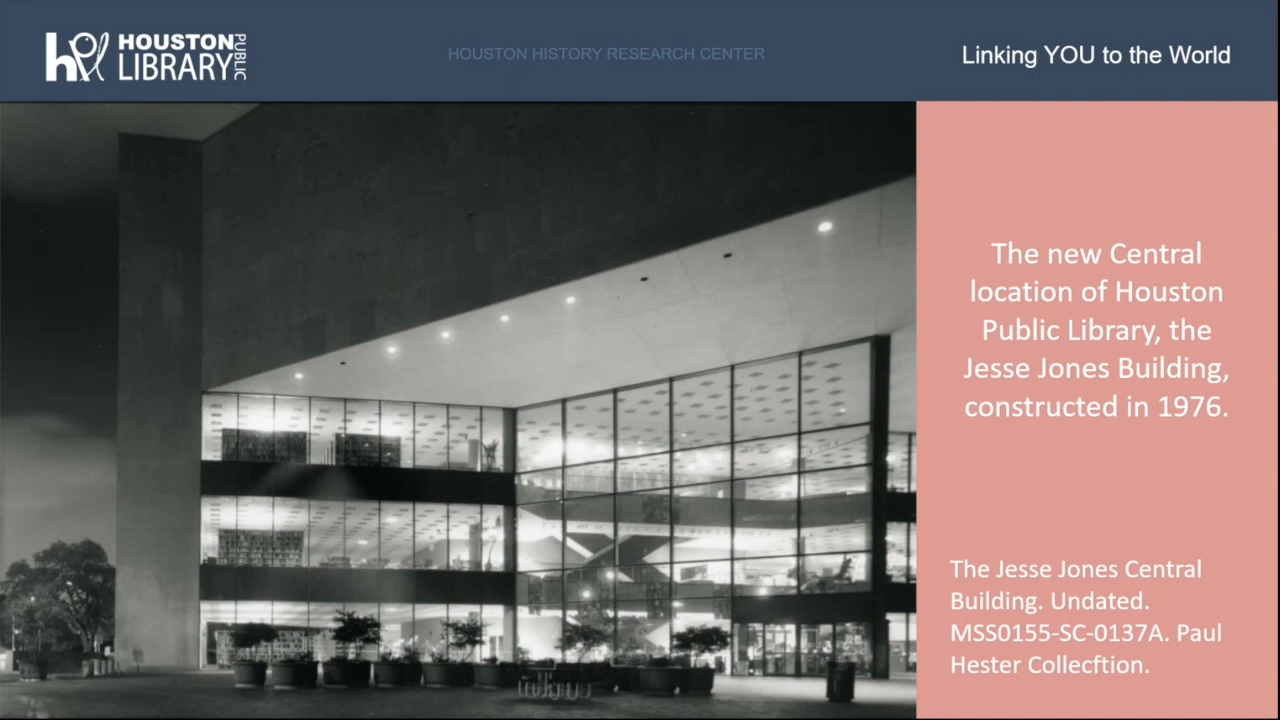 HOUSTON PUBLIC
LIBRARY
HOUSTON HISTORY RESEARCH CENTER
Linking YOU to the World
The new Central
location of Houston
Public Library, the
Jesse Jones Building,
constructed in 1976.
The Jesse Jones Central
Building. Undated.
MSS0155-SC-0137A. Paul
Hester Collecftion.